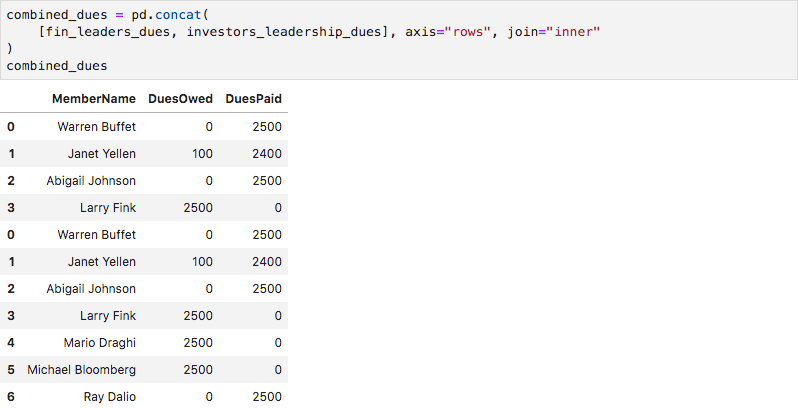 combined_dues = pd.concat(
[fin_leaders_dues, investors_leadership_dues], axis="rows", join="inner"
)
combined_dues
MemberName DuesOwed DuesPaid
0 Warren Buffet 0 2500
1 Janet Yellen 100 2400
2 Abigail Johnson 0 2500
3 Larry Fink 2500 0
0 Warren Buffet 0 2500
1 Janet Yellen 100 2400
2 Abigail Johnson 0 2500
3 Larry Fink 2500 0
4 Mario Draghi 2500 0
5 Michael Bloomberg 2500 0
6 Ray Dalio 0 2500